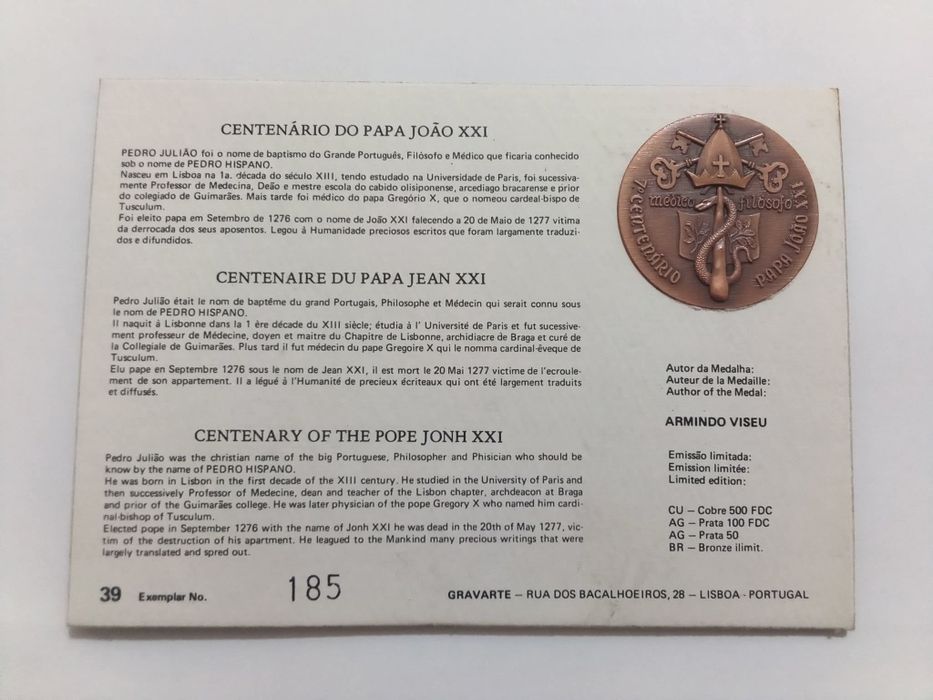 CENTENÁRIO DO PAPA JOÃO XXI
PEDRO JULIÃO foi o nome de baptismo do Grande Português, Filósofo e Médico que ficaria conhecido
sob o nome de PEDRO HISPANO.
Nasceu em Lisboa na 1a. década do século XIII, tendo estudado na Universidade de Paris, foi sucessiva-
mente Professor de Medecina, Deão e mestre escola do cabido olisiponense, arcediago bracarense e prior
do colegiado de Guimarães. Mais tarde foi médico do papa Gregório X, que o nomeou cardeal-bispo de
Tusculum.
Foi eleito papa em Setembro de 1276 com o nome de João XXI falecendo a 20 de Maio de 1277 vitima
da derrocada dos seus aposentos. Legou à Humanidade preciosos escritos que foram largamente traduzi-
dos e difundidos.
CENTENAIRE DU PAPA JEAN XXI
Pedro Julião était le nom de baptême du grand Portugais, Philosophe et Médecin qui serait connu sous
le nom de PEDRO HISPANO.
Il naquit à Lisbonne dans la 1 ère décade du XIII siècle; étudia à l' Université de Paris et fut sucessive-
ment professeur de Médecine, doyen et maitre du Chapitre de Lisbonne, archidiacre de Braga et curé de
la Collegiale de Guimarães. Plus tard il fut médecin du pape Gregoire X qui le nomma cardinal-êveque de
Tusculum.
Elu pape en Septembre 1276 sous le nom de Jean XXI, il est mort le 20 Mai 1277 victime de l'ecroule-
ment de son appartement. Il a légué à l'Humanité de precieux écriteaux qui ont été largement traduits
et diffusés.
CENTENARY OF THE POPE JONH XXI
Pedro Julião was the christian name of the big Portuguese, Philosopher and Phisician who should be
know by the name of PEDRO HISPANO.
He was born in Lisbon in the first decade of the XIII century. He studied in the University of Paris and
then successively Professor of Medecine, dean and teacher of the Lisbon chapter, archdeacon at Braga
and prior of the Guimarães college. He was later physician of the pope Gregory X who named him cardi-
nal-bishop of Tusculum.
Elected pope in September 1276 with the name of Jonh XXI he was dead in the 20th of May 1277, vic-
tim of the destruction of his apartment. He leagued to the Mankind many precious writings that were
largely translated and spred out.
39 Exemplar No. 185
7º CENTENÁRIO PAPA JOÃO XXI
médico filósofo
Autor da Medalha:
Auteur de la Medaille:
Author of the Medal:
ARMINDO VISEU
Emissão limitada:
Emission limitée:
Limited edition:
CU – Cobre 500 FDC
AG – Prata 100 FDC
AG – Prata 50
BR – Bronze ilimit.
GRAVARTE – RUA DOS BACALHOEIROS, 28 – LISBOA - PORTUGAL